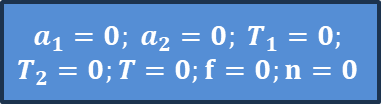 a₁ = 0; a₂ = 0; T₁ = 0;
T₂ = 0; T = 0; f = 0; n = 0